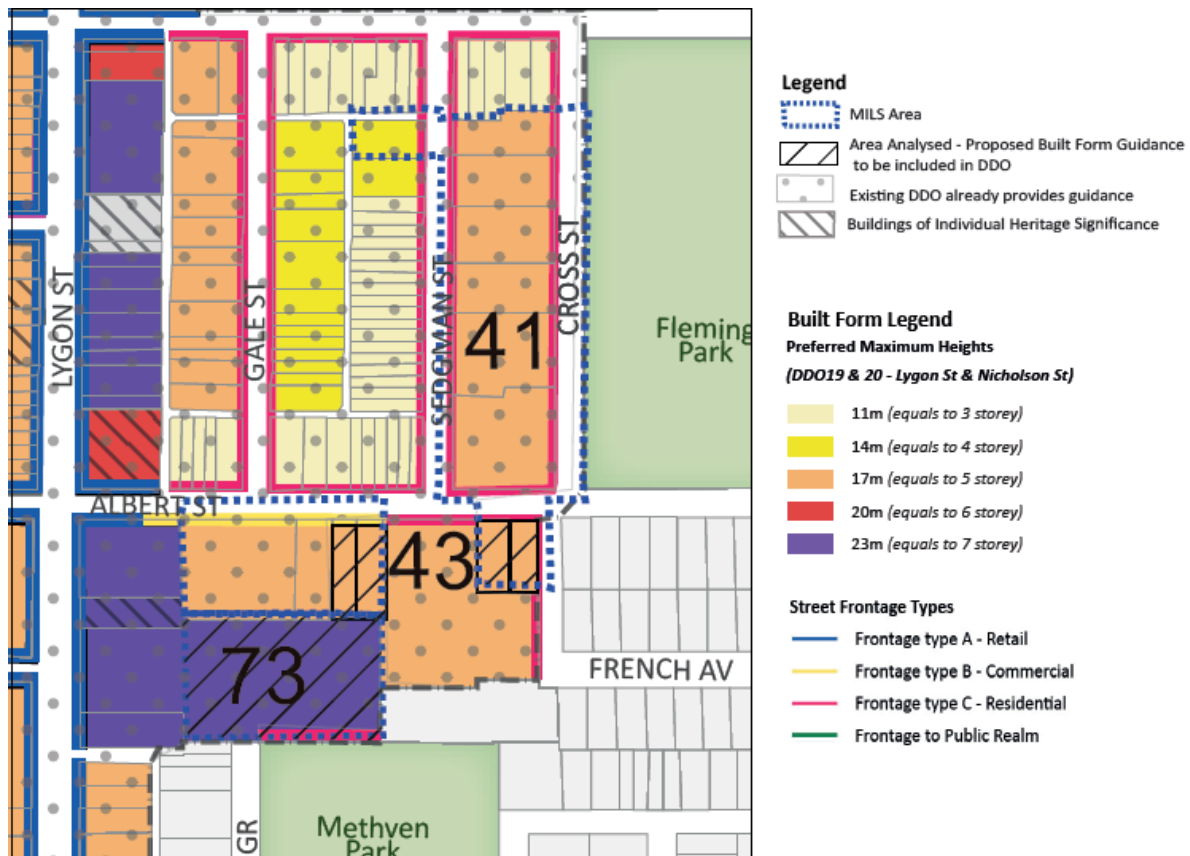 LYGON ST
GALE ST
SEDGMAN ST
CROSS ST
41
Fleming
Park
ALBERT ST
43
73
FRENCH AV
GR
Methven
Park
Legend
MILS Area
Area Analysed - Proposed Built Form Guidance
to be included in DDO
Existing DDO already provides guidance
Buildings of Individual Heritage Significance
Built Form Legend
Preferred Maximum Heights
(DDO19 & 20 - Lygon St & Nicholson St)
11m (equals to 3 storey)
14m (equals to 4 storey)
17m (equals to 5 storey)
20m (equals to 6 storey)
23m (equals to 7 storey)
Street Frontage Types
Frontage type A - Retail
Frontage type B - Commercial
Frontage type C - Residential
Frontage to Public Realm